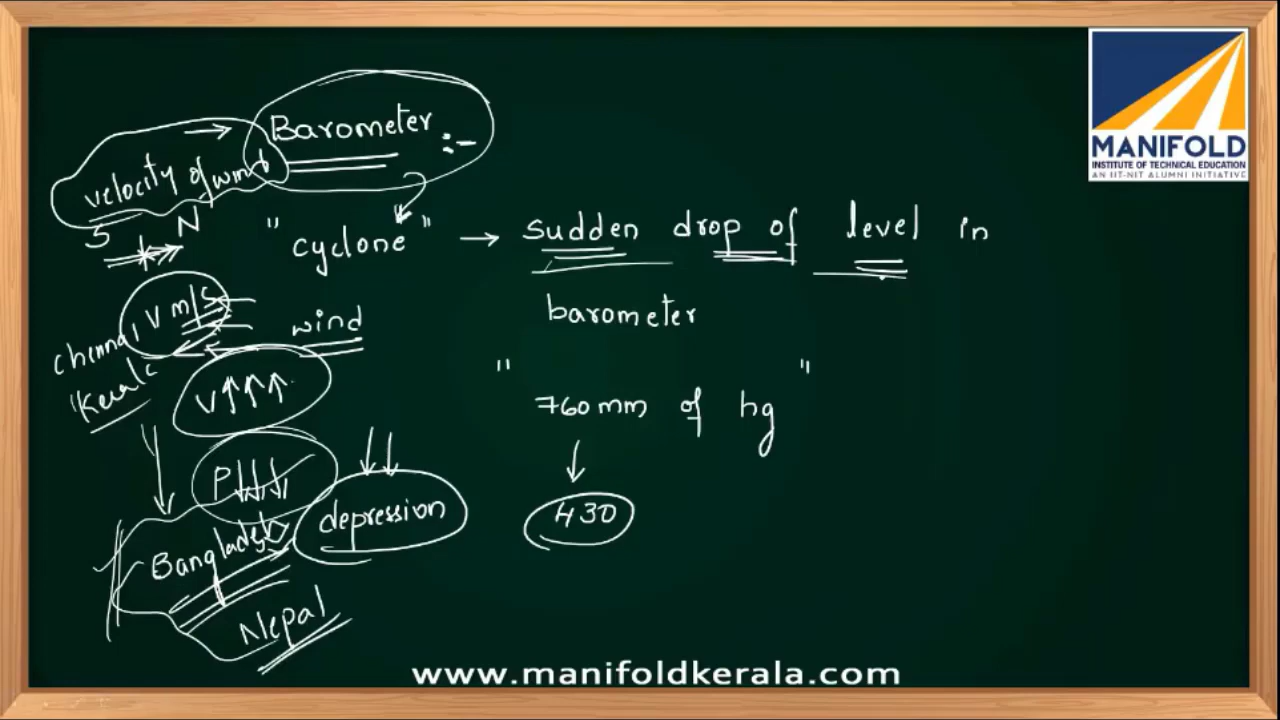 MANIFOLD
INSTITUTE OF TECHNICAL EDUCATION
AN IIT-NIT ALUMNI INITIATIVE
→ Barometer :-
velocity of wind
S N
"cyclone" → sudden drop of level in
barometer
V m/s
wind
Chennai
"Kerala
V↑↑↑
" "
760 mm of hg
↓
430
P↓↓↓↓
depression
Bangladesh
Nepal
www.manifoldkerala.com